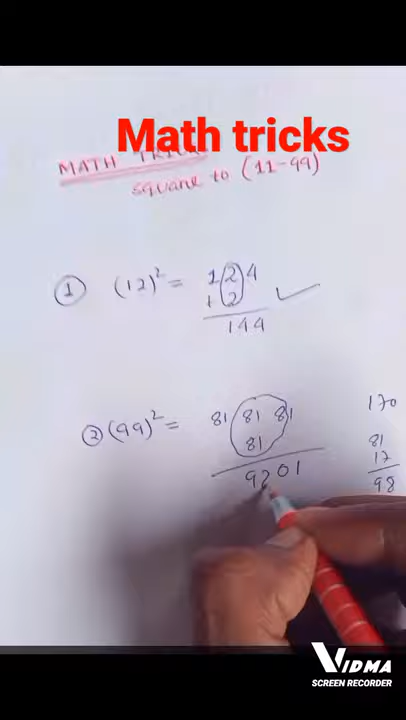 Math tricks
MATH TRICK
square to (11-99)
① (12)² = 1 2 4
+ 2
144
② (99)² = 81 81 81
81
9201
170
81
17
98
VIDMA
SCREEN RECORDER